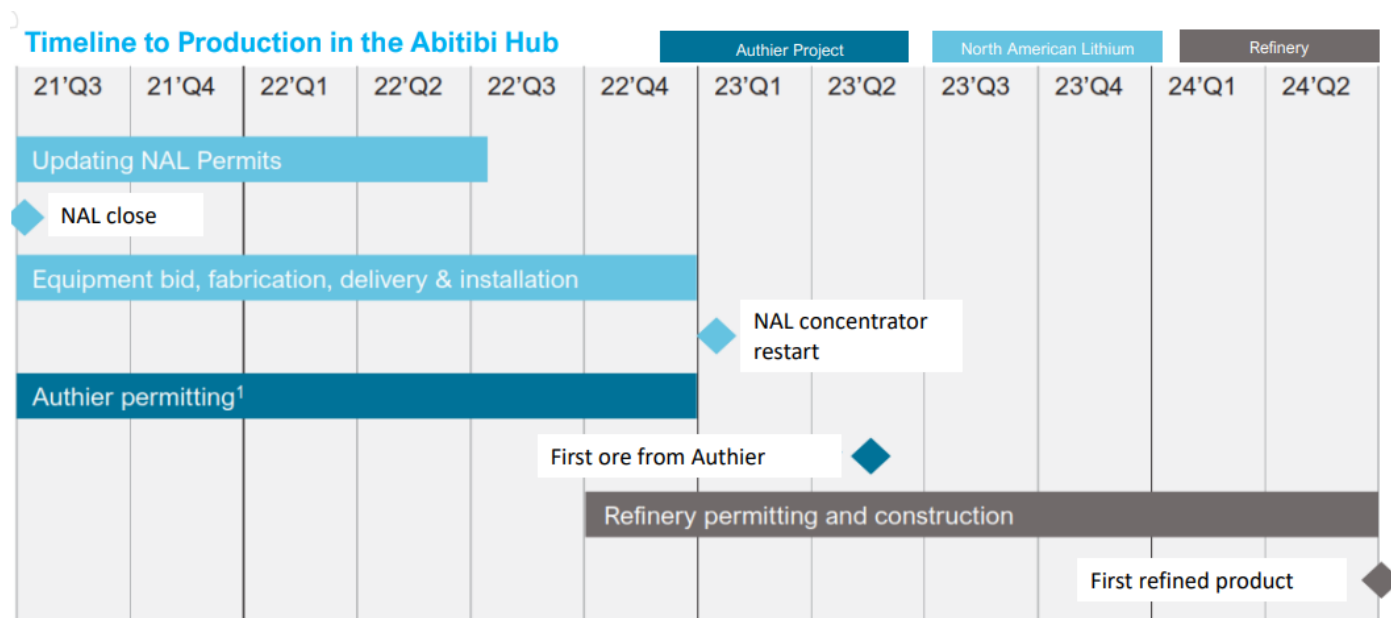 Timeline to Production in the Abitibi Hub
Authier Project
North American Lithium
Refinery
21'Q3 21'Q4 22'Q1 22'Q2 22'Q3 22'Q4 23'Q1 23'Q2 23'Q3 23'Q4 24'Q1 24'Q2
Updating NAL Permits
NAL close
Equipment bid, fabrication, delivery & installation
NAL concentrator
restart
Authier permitting¹
First ore from Authier
Refinery permitting and construction
First refined product